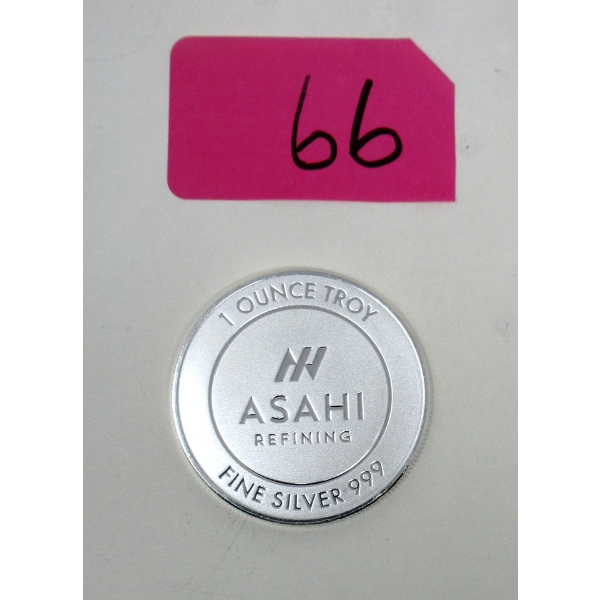 66
1 OUNCE TROY
ASAHI
REFINING
FINE SILVER 999